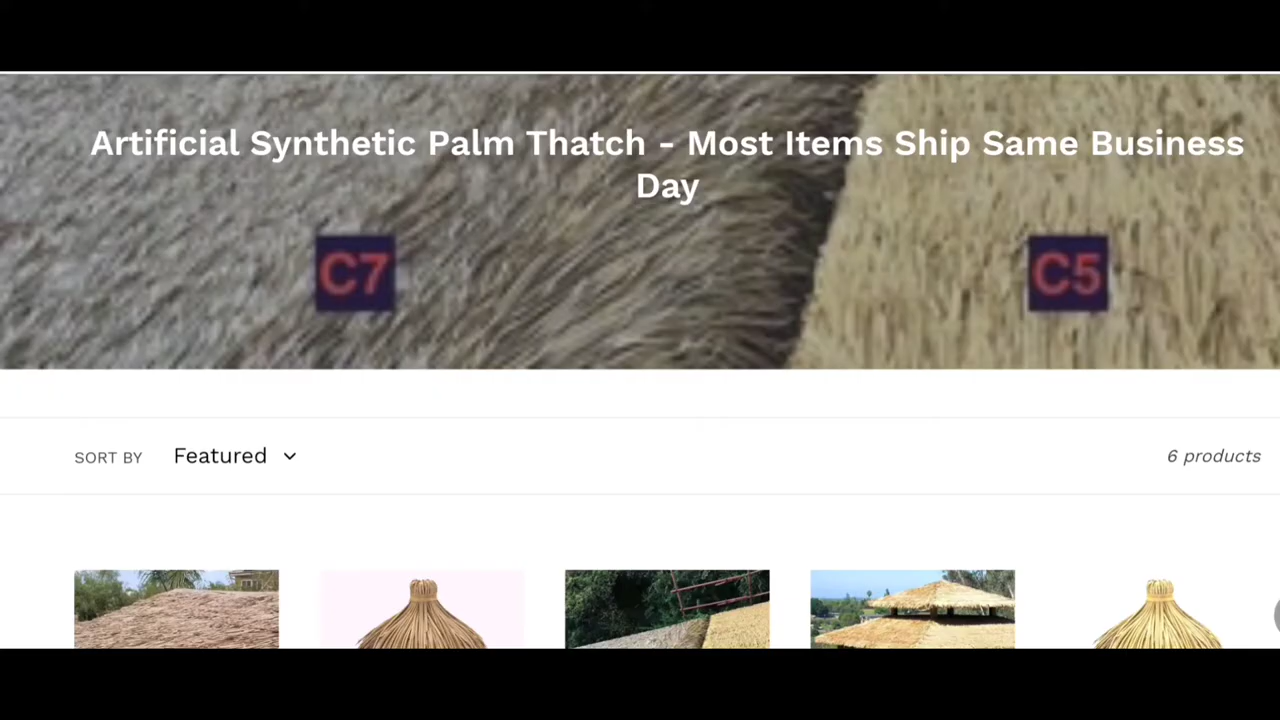 Artificial Synthetic Palm Thatch - Most Items Ship Same Business
Day
C7
C5
SORT BY
Featured
6 products